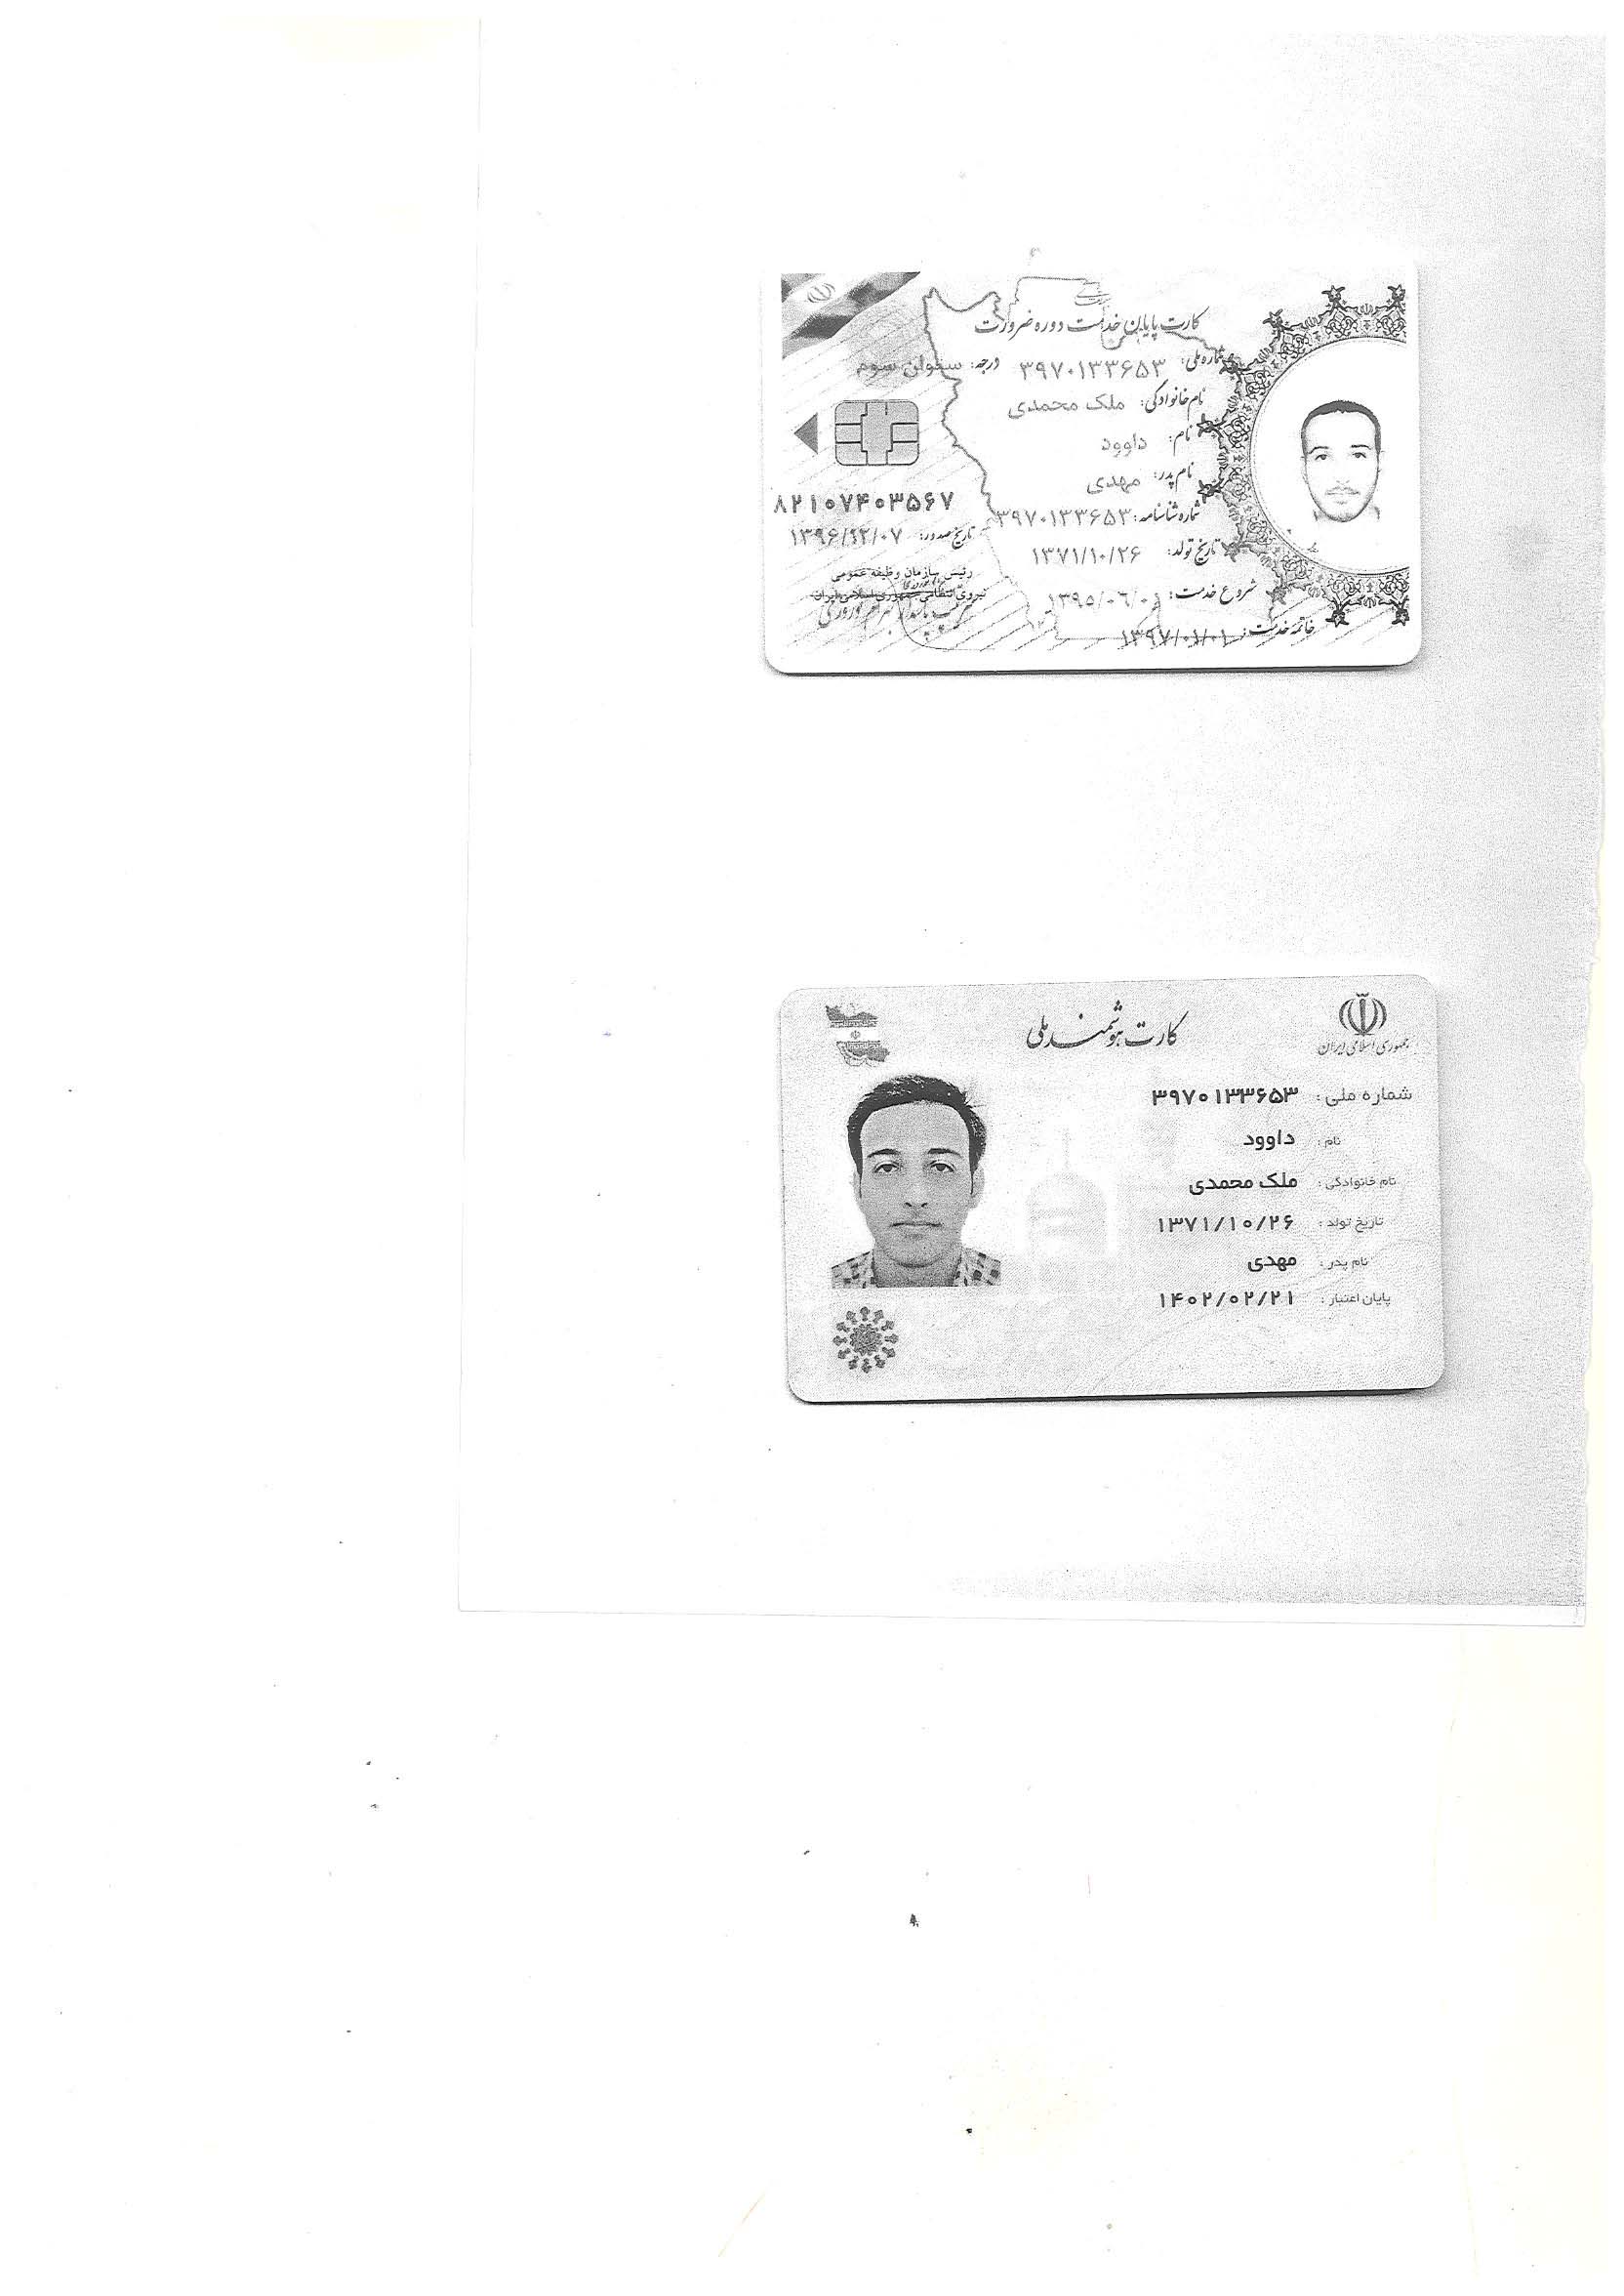 کارت پایان خدمت دوره ضرورت
شماره ملی: ۳۹۷۰۱۳۳۶۵۳ درجه: ستوان سوم
نام خانوادگی: ملک محمدی
نام: داوود
نام پدر: مهدی
شماره شناسنامه: ۳۹۷۰۱۳۳۶۵۳
تاریخ تولد: ۱۳۷۱/۱۰/۲۶
شروع خدمت: ۱۳۹۵/۰۶/۰۱
خاتمه خدمت: ۱۳۹۷/۰۱/۰۱
۸۲۱۰۷۴۰۳۵۶۷
تاریخ صدور: ۱۳۹۶/۱۲/۰۷
رئیس سازمان وظیفه عمومی
نیروی انتظامی جمهوری اسلامی ایران
جمهوری اسلامی ایران
کارت هوشمند ملی
شماره ملی: ۳۹۷۰۱۳۳۶۵۳
نام: داوود
نام خانوادگی: ملک محمدی
تاریخ تولد: ۱۳۷۱/۱۰/۲۶
نام پدر: مهدی
پایان اعتبار: ۱۴۰۲/۰۲/۲۱